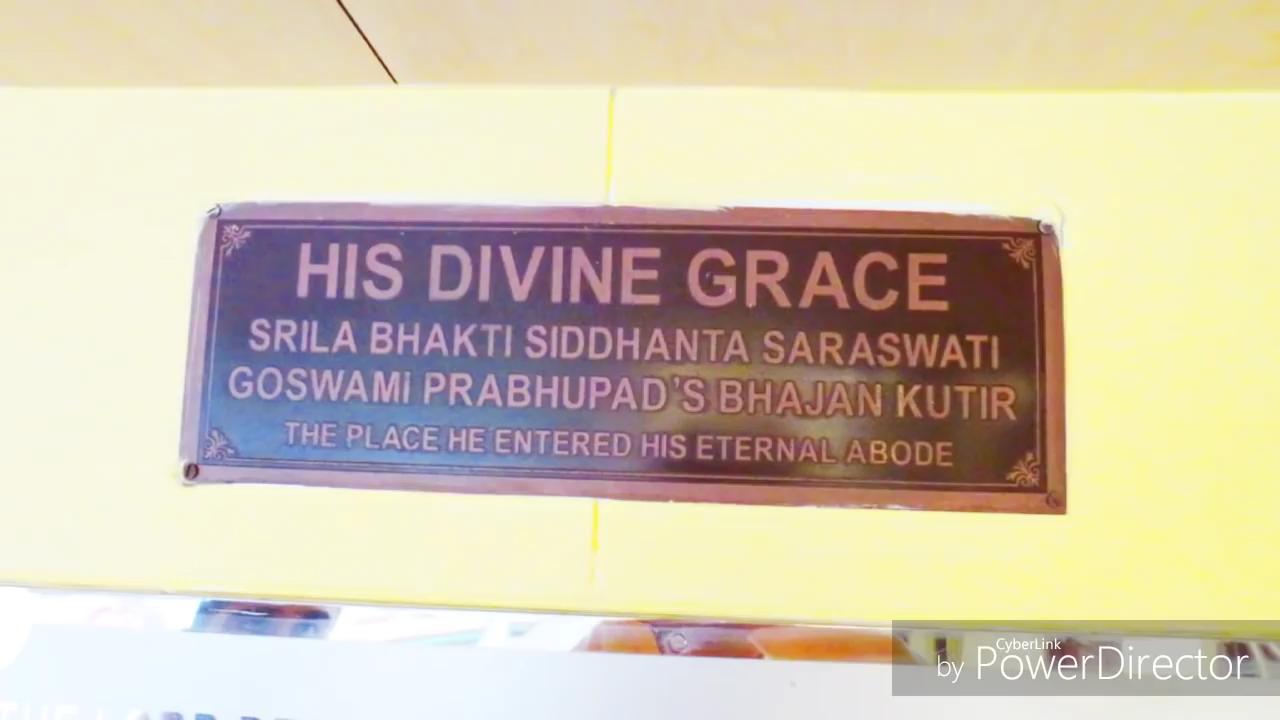 HIS DIVINE GRACE
SRILA BHAKTI SIDDHANTA SARASWATI
GOSWAMi PRABHUPAD'S BHAJAN KUTIR
THE PLACE HE ENTERED HIS ETERNAL ABODE
CyberLink
by PowerDirector